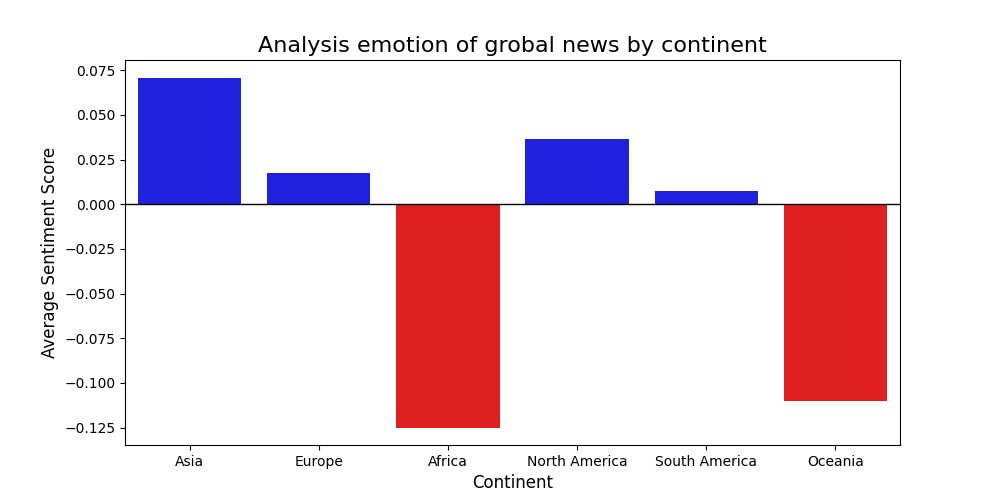 Analysis emotion of grobal news by continent
0.075
0.050
0.025
0.000
−0.025
−0.050
−0.075
−0.100
−0.125
Average Sentiment Score
Asia
Europe
Africa
North America
South America
Oceania
Continent